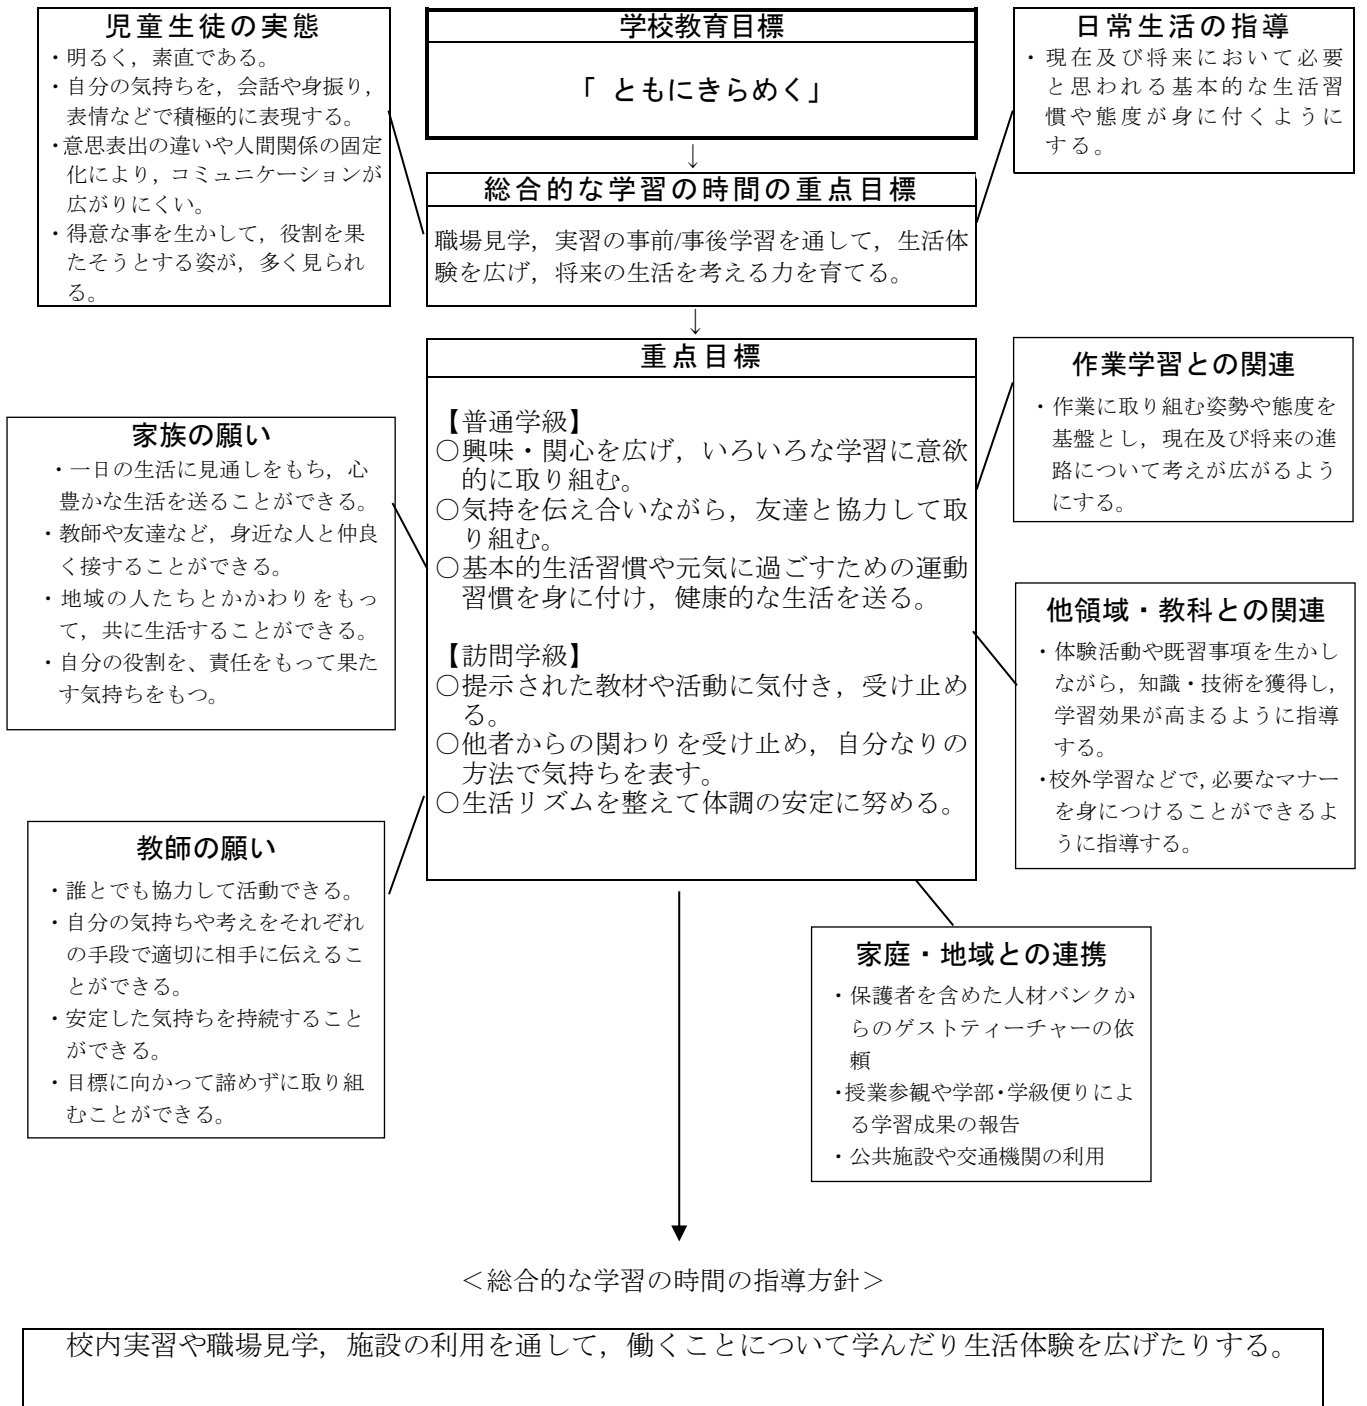 児童生徒の実態
・明るく，素直である。
・自分の気持ちを，会話や身振り，
表情などで積極的に表現する。
・意思表出の違いや人間関係の固定
化により，コミュニケーションが
広がりにくい。
・得意な事を生かして，役割を果
たそうとする姿が，多く見られ
る。
学校教育目標
「 ともにきらめく」
↓
日常生活の指導
・現在及び将来において必要
と思われる基本的な生活習
慣や態度が身に付くように
する。
総合的な学習の時間の重点目標
職場見学，実習の事前/事後学習を通して，生活体
験を広げ，将来の生活を考える力を育てる。
↓
重点目標
【普通学級】
○興味・関心を広げ，いろいろな学習に意欲
的に取り組む。
○気持を伝え合いながら，友達と協力して取
り組む。
○基本的生活習慣や元気に過ごすための運動
習慣を身に付け，健康的な生活を送る。
【訪問学級】
○提示された教材や活動に気付き，受け止め
る。
○他者からの関わりを受け止め，自分なりの
方法で気持ちを表す。
○生活リズムを整えて体調の安定に努める。
家族の願い
・一日の生活に見通しをもち，心
豊かな生活を送ることができる。
・教師や友達など，身近な人と仲良
く接することができる。
・地域の人たちとかかわりをもっ
て，共に生活することができる。
・自分の役割を、責任をもって果た
す気持ちをもつ。
教師の願い
・誰とでも協力して活動できる。
・自分の気持ちや考えをそれぞれ
の手段で適切に相手に伝えるこ
とができる。
・安定した気持ちを持続すること
ができる。
・目標に向かって諦めずに取り組
むことができる。
作業学習との関連
・作業に取り組む姿勢や態度を
基盤とし，現在及び将来の進
路について考えが広がるよう
にする。
他領域・教科との関連
・体験活動や既習事項を生かし
ながら，知識・技術を獲得し，
学習効果が高まるように指導
する。
・校外学習などで，必要なマナー
を身につけることができるよ
うに指導する。
家庭・地域との連携
・保護者を含めた人材バンクか
らのゲストティーチャーの依
頼
・授業参観や学部・学級便りによ
る学習成果の報告
・公共施設や交通機関の利用
＜総合的な学習の時間の指導方針＞
校内実習や職場見学，施設の利用を通して，働くことについて学んだり生活体験を広げたりする。